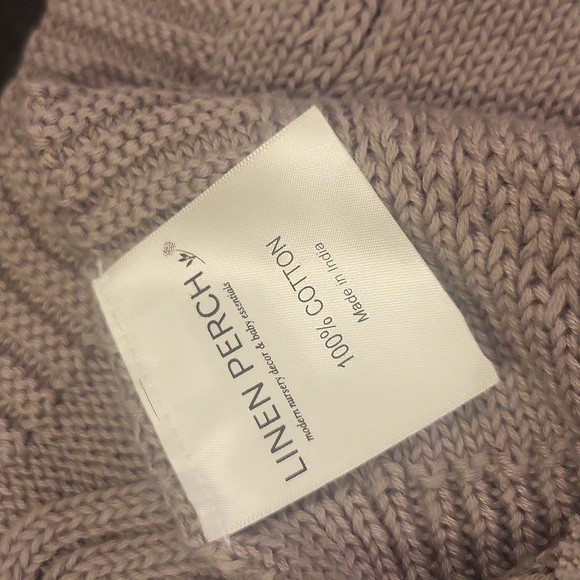 LINEN PERCH
modern nursery decor & baby essentials
100% COTTON
Made in India